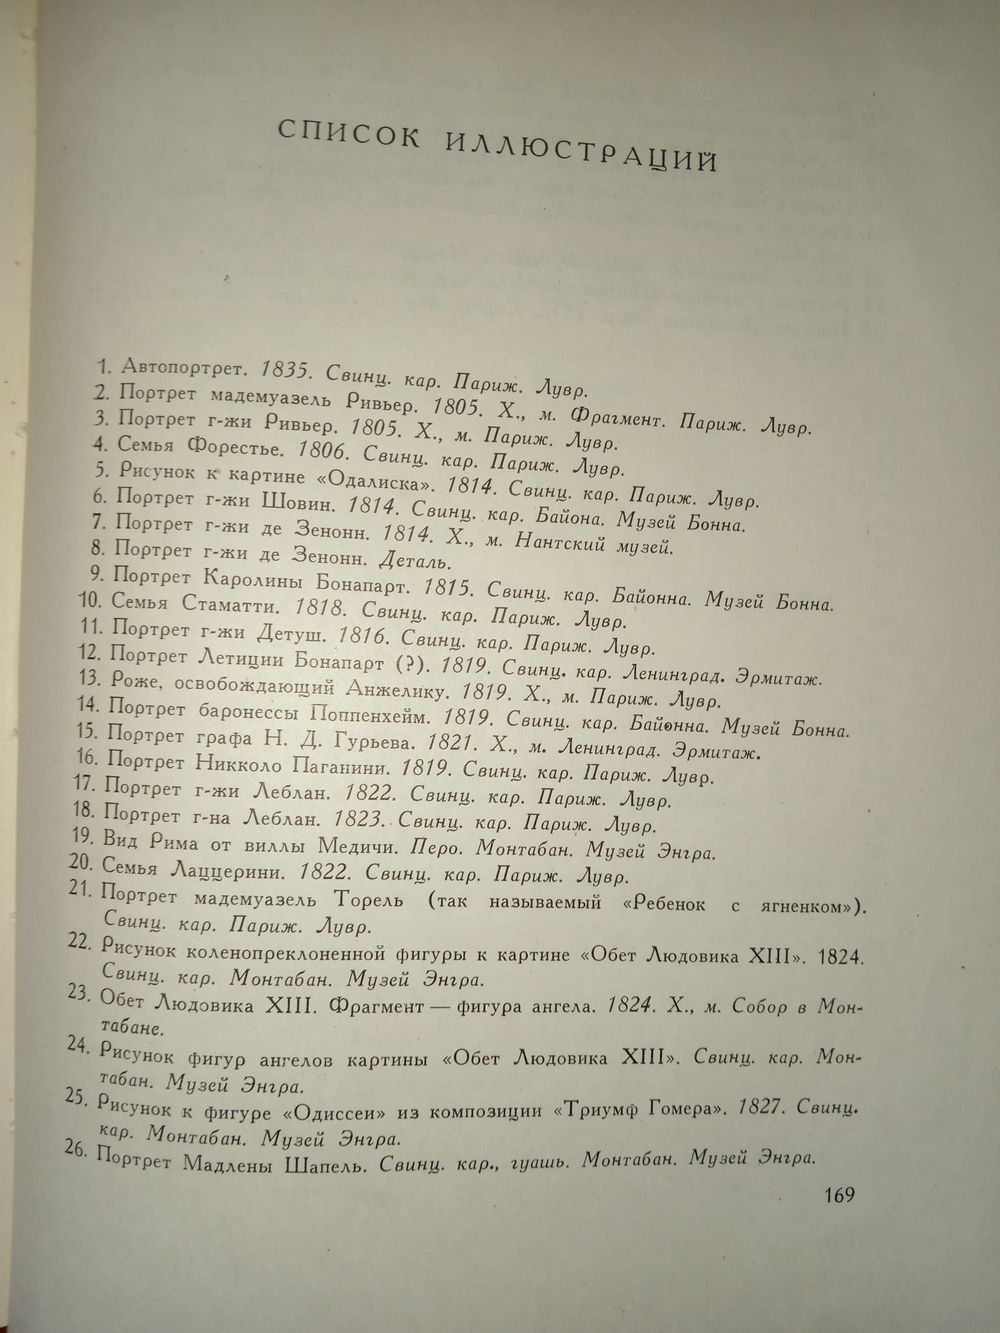 СПИСОК ИЛЛЮСТРАЦИЙ
1. Автопортрет. 1835. Свинц. кар. Париж. Лувр.
2. Портрет мадемуазель Ривьер. 1805. Х., м. Фрагмент. Париж. Лувр.
3. Портрет г-жи Ривьер. 1805. Х., м. Париж. Лувр.
4. Семья Форестье. 1806. Свинц. кар. Париж. Лувр.
5. Рисунок к картине «Одалиска». 1814. Свинц. кар. Париж. Лувр.
6. Портрет г-жи Шовин. 1814. Свинц. кар. Байона. Музей Бонна.
7. Портрет г-жи де Зенонн. 1814. Х., м. Нантский музей.
8. Портрет г-жи де Зенонн. Деталь.
9. Портрет Каролины Бонапарт. 1815. Свинц. кар. Байонна. Музей Бонна.
10. Семья Стаматти. 1818. Свинц. кар. Париж. Лувр.
11. Портрет г-жи Детуш. 1816. Свинц. кар. Париж. Лувр.
12. Портрет Летиции Бонапарт (?). 1819. Свинц. кар. Ленинград. Эрмитаж.
13. Роже, освобождающий Анжелику. 1819. Х., м. Париж. Лувр.
14. Портрет баронессы Поппенхейм. 1819. Свинц. кар. Байонна. Музей Бонна.
15. Портрет графа Н. Д. Гурьева. 1821. Х., м. Ленинград. Эрмитаж.
16. Портрет Никколо Паганини. 1819. Свинц. кар. Париж. Лувр.
17. Портрет г-жи Леблан. 1822. Свинц. кар. Париж. Лувр.
18. Портрет г-на Леблан. 1823. Свинц. кар. Париж. Лувр.
19. Вид Рима от виллы Медичи. Перо. Монтабан. Музей Энгра.
20. Семья Лаццерини. 1822. Свинц. кар. Париж. Лувр.
21. Портрет мадемуазель Торель (так называемый «Ребенок с ягненком»).
Свинц. кар. Париж. Лувр.
22. Рисунок коленопреклоненной фигуры к картине «Обет Людовика XIII». 1824.
Свинц. кар. Монтабан. Музей Энгра.
23. Обет Людовика XIII. Фрагмент — фигура ангела. 1824. Х., м. Собор в Мон-
табане.
24. Рисунок фигур ангелов картины «Обет Людовика XIII». Свинц. кар. Мон-
табан. Музей Энгра.
25. Рисунок к фигуре «Одиссеи» из композиции «Триумф Гомера». 1827. Свинц.
кар. Монтабан. Музей Энгра.
26. Портрет Мадлены Шапель. Свинц. кар., гуашь. Монтабан. Музей Энгра.
169